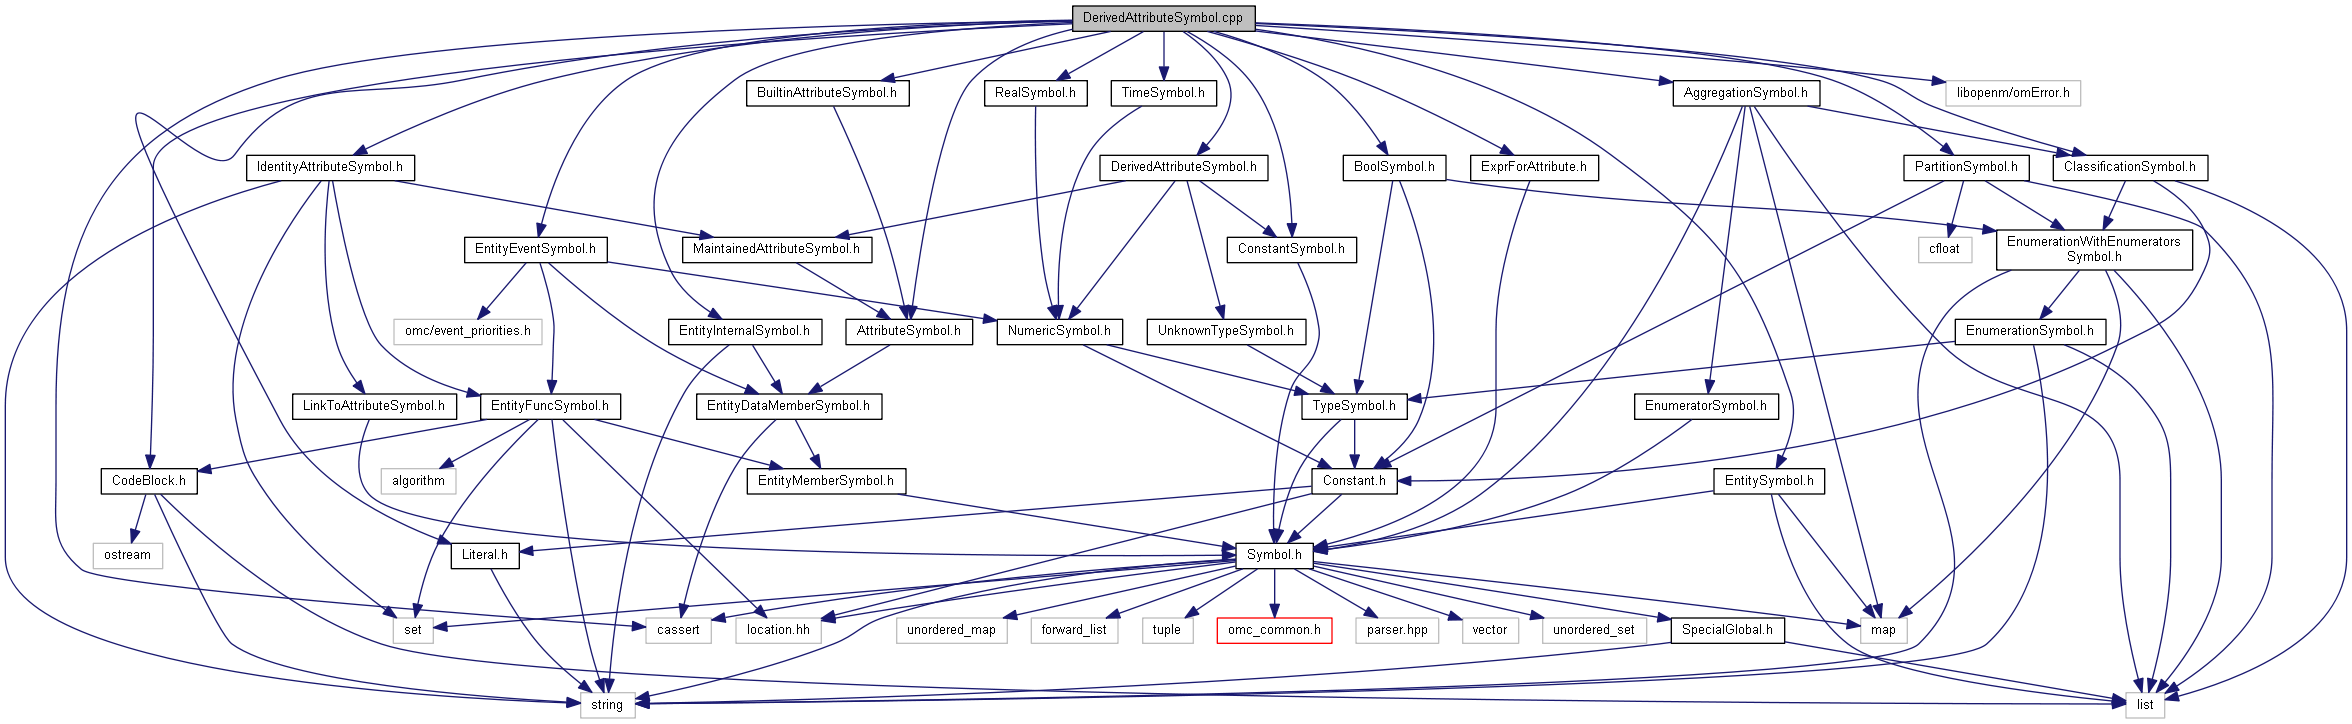 DerivedAttributeSymbol.cpp
BuiltinAttributeSymbol.h
RealSymbol.h
TimeSymbol.h
AggregationSymbol.h
libopenm/omError.h
IdentityAttributeSymbol.h
DerivedAttributeSymbol.h
BoolSymbol.h
ExprForAttribute.h
PartitionSymbol.h
ClassificationSymbol.h
EntityEventSymbol.h
MaintainedAttributeSymbol.h
ConstantSymbol.h
cfloat
EnumerationWithEnumerators
Symbol.h
omc/event_priorities.h
EntityInternalSymbol.h
AttributeSymbol.h
NumericSymbol.h
UnknownTypeSymbol.h
EnumerationSymbol.h
LinkToAttributeSymbol.h
EntityFuncSymbol.h
EntityDataMemberSymbol.h
TypeSymbol.h
EnumeratorSymbol.h
CodeBlock.h
algorithm
EntityMemberSymbol.h
Constant.h
EntitySymbol.h
ostream
Literal.h
Symbol.h
set
cassert
location.hh
unordered_map
forward_list
tuple
omc_common.h
parser.hpp
vector
unordered_set
SpecialGlobal.h
map
string
list